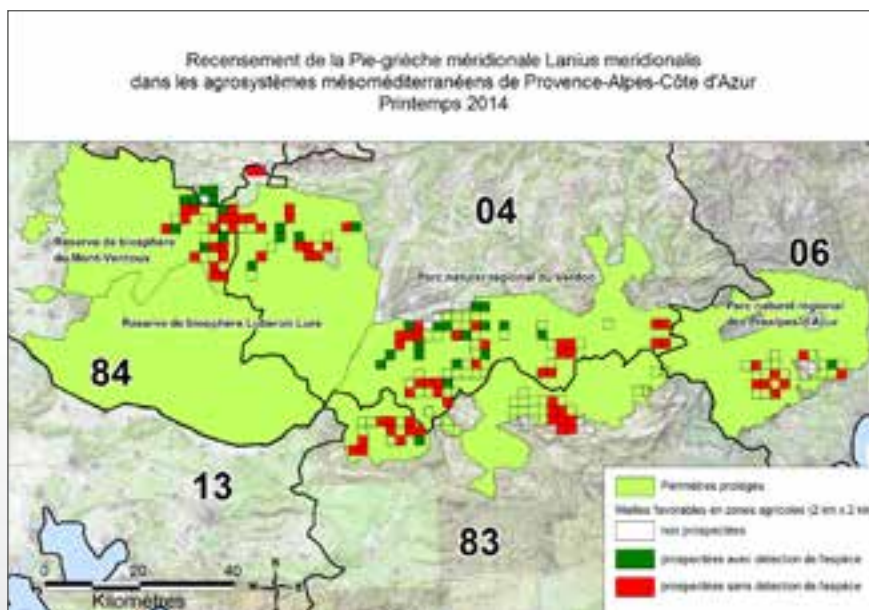 Recensement de la Pie-grièche méridionale Lanius meridionalis
dans les agrosystèmes mésoméditerranéens de Provence-Alpes-Côte d'Azur
Printemps 2014
04
06
Réserve de biosphère
du Mont-Ventoux
Parc naturel régional du Verdon
Parc naturel régional
des Préalpes d'Azur
Réserve de biosphère Luberon Lure
84
13
83
Périmètres protégés
Mailles favorables en zones agricoles (2 km x 2 km
non prospectées
prospectées avec détection de l'espèce
prospectées sans détection de l'espèce
0 20 40
Kilomètres
N
W E
S